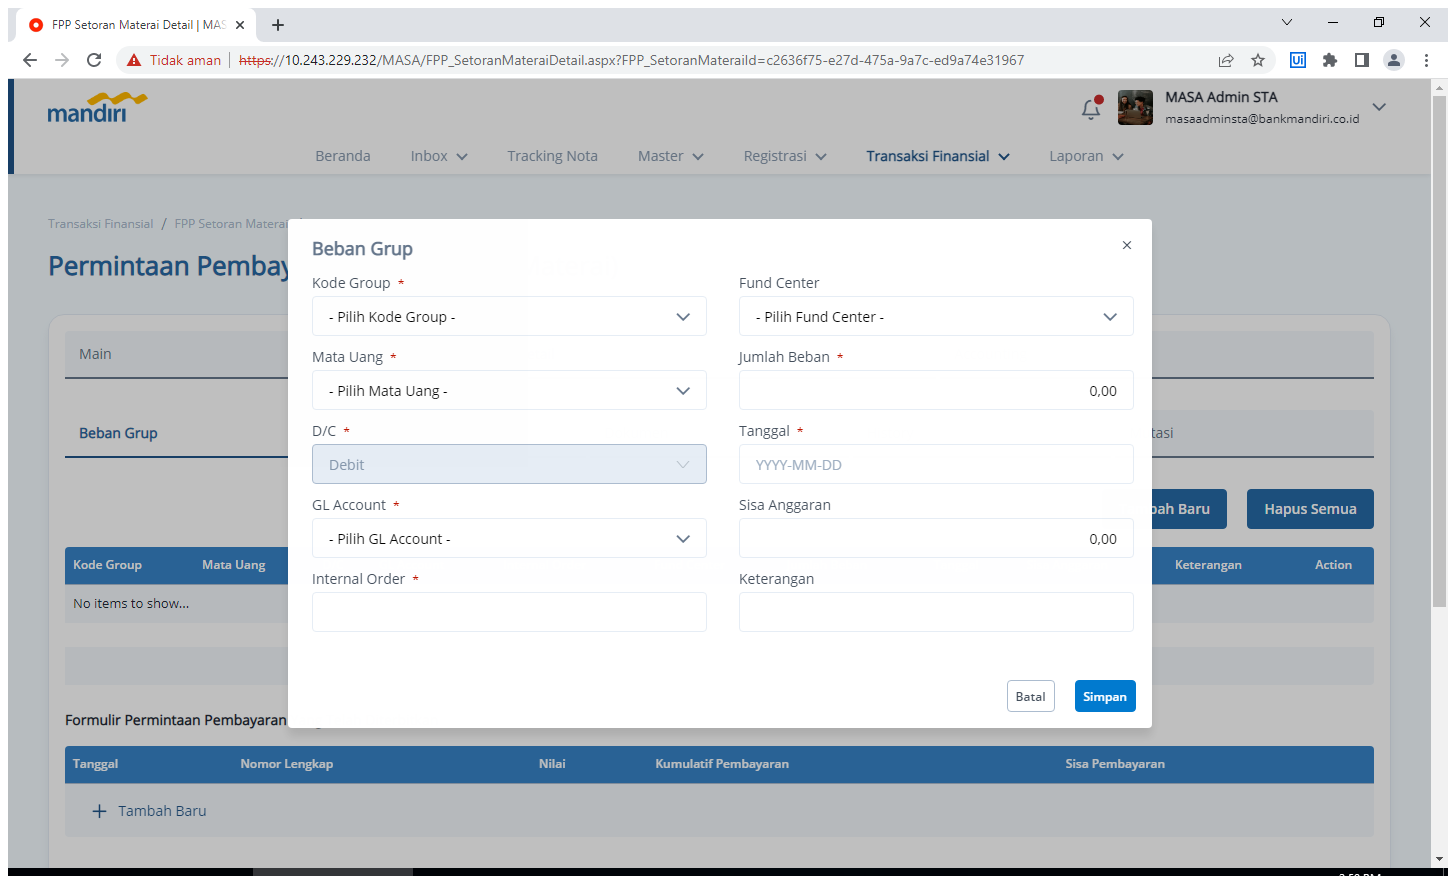 FPP Setoran Materai Detail | MAS
Tidak aman
https://10.243.229.232/MASA/FPP_SetoranMateraiDetail.aspx?FPP_SetoranMateraiId=c2636f75-e27d-475a-9a7c-ed9a74e31967
Ui
mandiri
MASA Admin STA
masaadminsta@bankmandiri.co.id
Beranda Inbox Tracking Nota Master Registrasi Transaksi Finansial Laporan
Transaksi Finansial / FPP Setoran Materai
Permintaan Pembay
Beban Grup
Kode Group * Fund Center
- Pilih Kode Group - - Pilih Fund Center -
Main
Mata Uang * Jumlah Beban *
- Pilih Mata Uang - 0,00
D/C * Tanggal *
Beban Grup tasi
Debit YYYY-MM-DD
GL Account * Sisa Anggaran
bah Baru Hapus Semua
- Pilih GL Account - 0,00
Kode Group Mata Uang Keterangan Action
Internal Order * Keterangan
No items to show...
Batal Simpan
Formulir Permintaan Pembayaran
Tanggal Nomor Lengkap Nilai Kumulatif Pembayaran Sisa Pembayaran
+ Tambah Baru